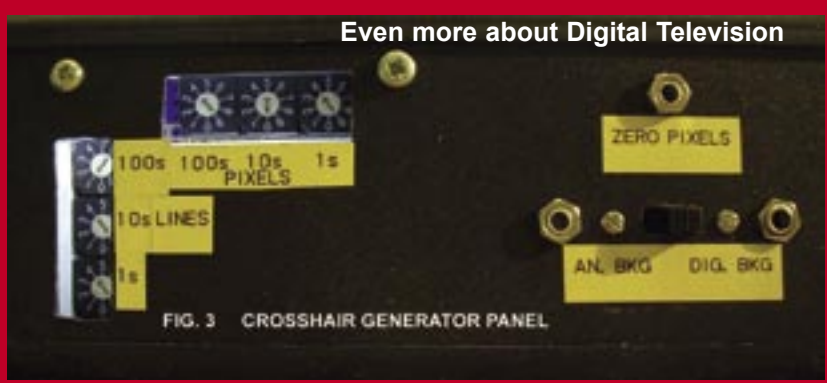 Even more about Digital Television
ZERO PIXELS
100s 100s 10s 1s
PIXELS
10s LINES
1s
AN. BKG DIG. BKG
FIG. 3 CROSSHAIR GENERATOR PANEL